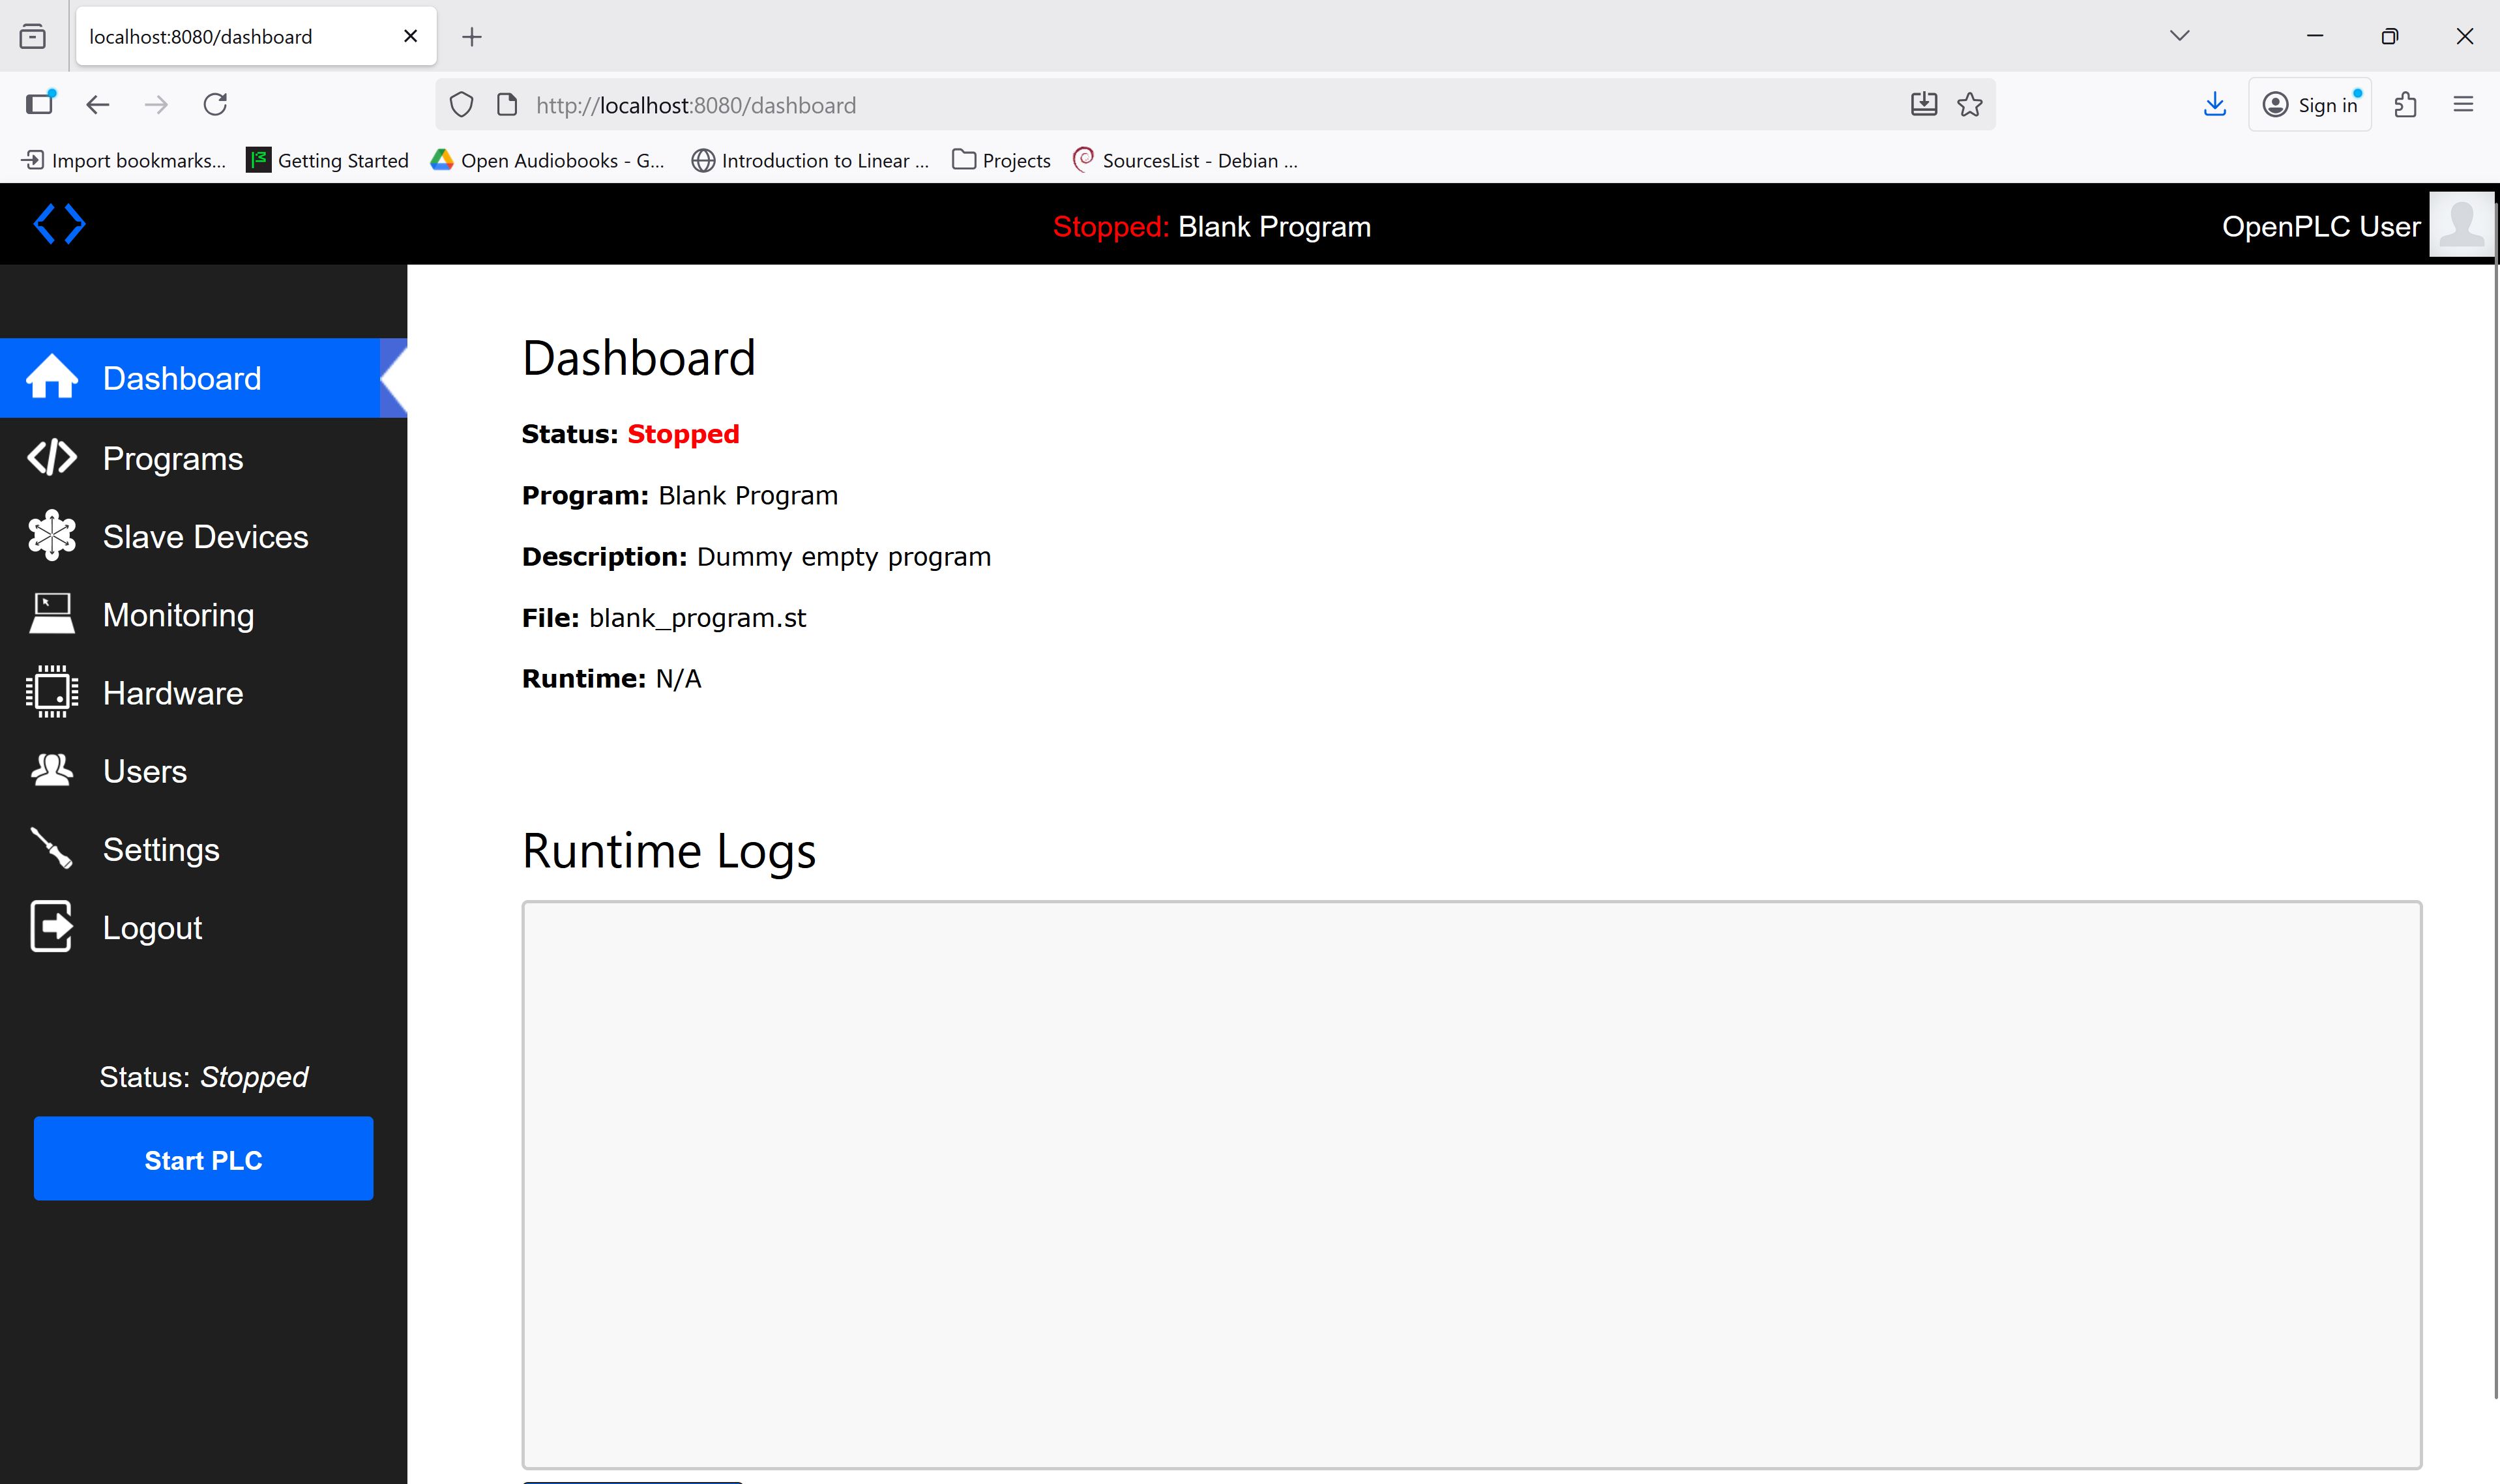 localhost:8080/dashboard
http://localhost:8080/dashboard
Sign in
Import bookmarks...
Getting Started
Open Audiobooks - G...
Introduction to Linear ...
Projects
SourcesList - Debian ...
Stopped: Blank Program
OpenPLC User
Dashboard
Programs
Slave Devices
Monitoring
Hardware
Users
Settings
Logout
Status: Stopped
Start PLC
Dashboard
Status: Stopped
Program: Blank Program
Description: Dummy empty program
File: blank_program.st
Runtime: N/A
Runtime Logs